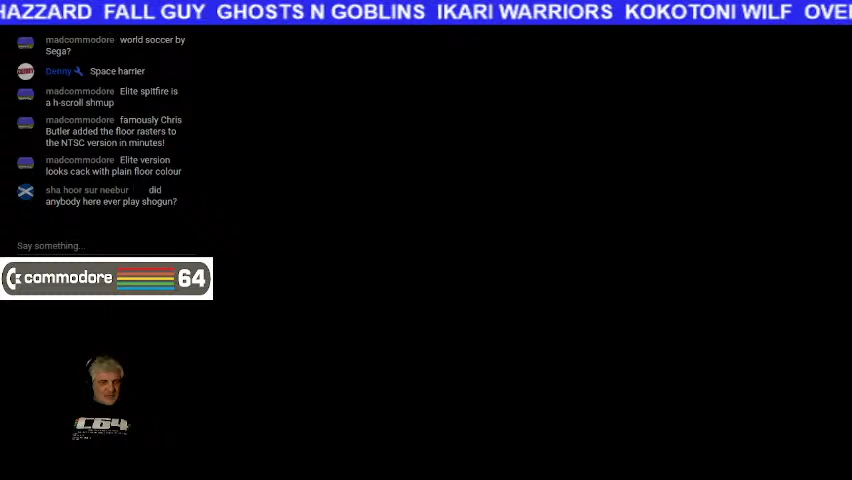 HAZZARD FALL GUY GHOSTS N GOBLINS IKARI WARRIORS KOKOTONI WILF OVE
madcommodore world soccer by
Sega?
Denny Space harrier
madcommodore Elite spitfire is
a h-scroll shmup
madcommodore famously Chris
Butler added the floor rasters to
the NTSC version in minutes!
madcommodore Elite version
looks cack with plain floor colour
sha hoor sur neebur did
anybody here ever play shogun?
Say something...
commodore 64
C64